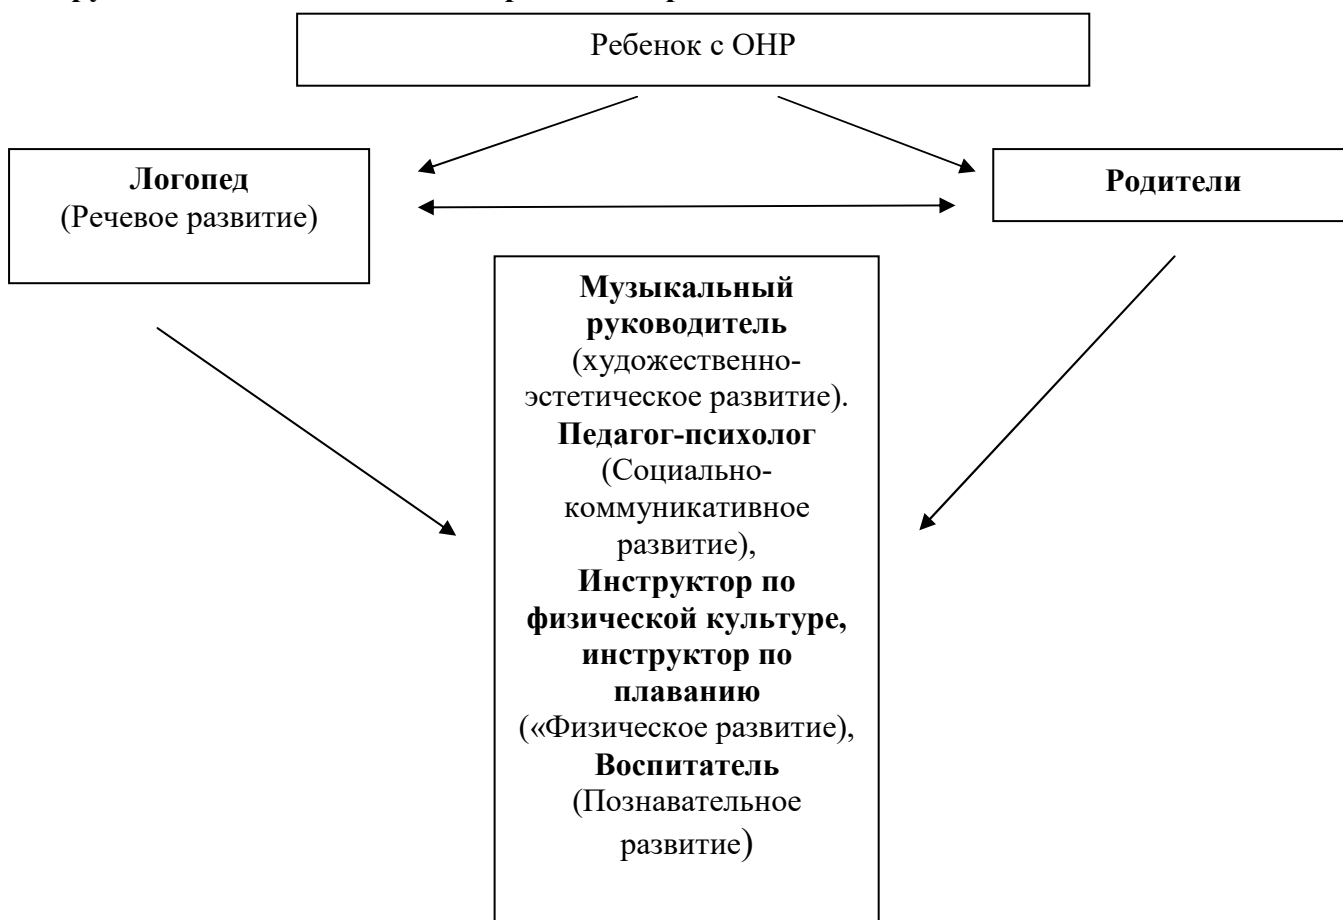 Ребенок с ОНР
Логопед
(Речевое развитие)
Родители
Музыкальный
руководитель
(художественно-
эстетическое развитие).
Педагог-психолог
(Социально-
коммуникативное
развитие),
Инструктор по
физической культуре,
инструктор по
плаванию
(«Физическое развитие),
Воспитатель
(Познавательное
развитие)